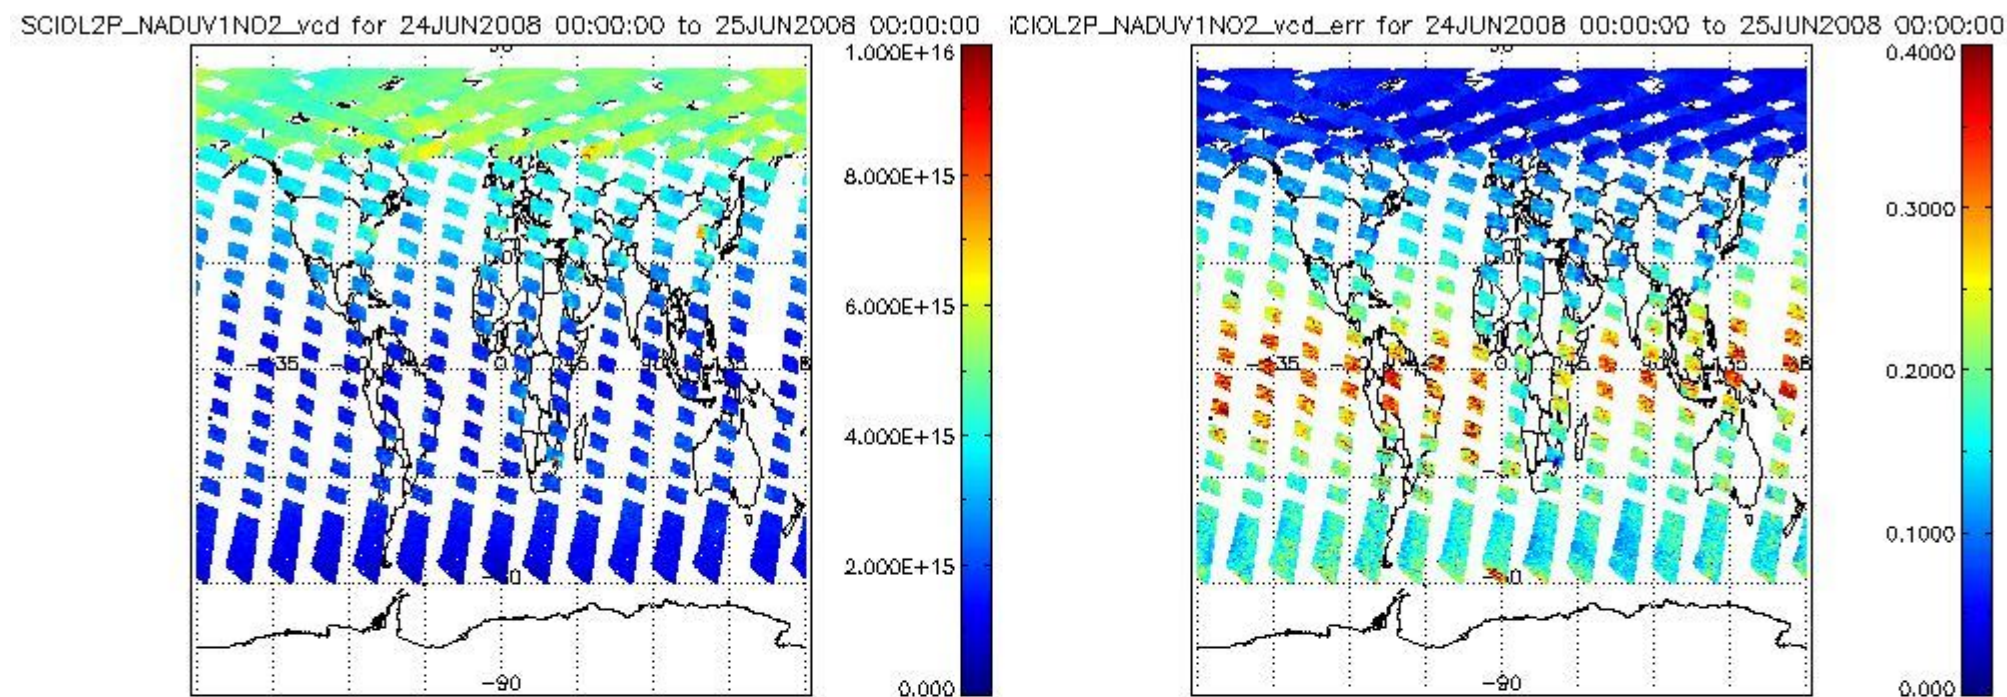 SCIOL2P_NADUV1NO2_vcd for 24JUN2008 00:00:00 to 25JUN2008 00:00:00
1.000E+16
8.000E+15
6.000E+15
4.000E+15
2.000E+15
0.000
0
-90
CIOL2P_NADUV1NO2_vcd_err for 24JUN2008 00:00:00 to 25JUN2008 00:00:00
0.4000
0.3000
0.2000
0.1000
0.000
-90